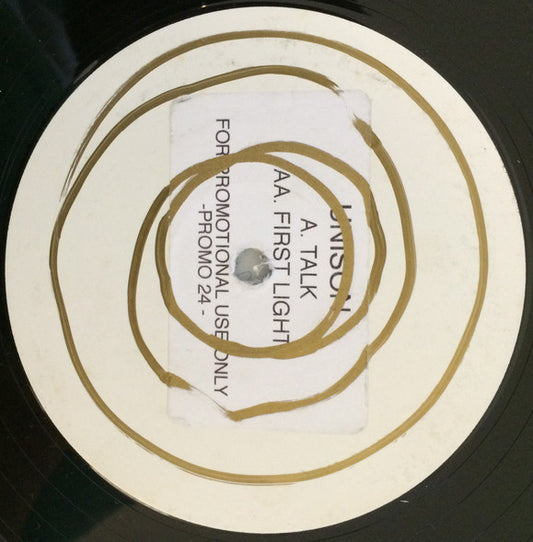 UNISON
A. TALK
AA. FIRST LIGHT
FOR PROMOTIONAL USE ONLY
-PROMO 24 -